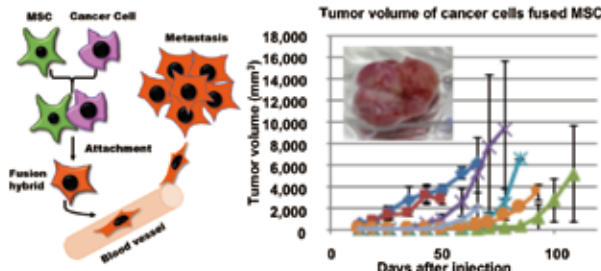 MSC Cancer Cell
Metastasis
Attachment
Fusion
hybrid
Blood vessel
Tumor volume of cancer cells fused MSC
Tumor volume (mm³)
18,000
16,000
14,000
12,000
10,000
8,000
6,000
4,000
2,000
0
0 50 100
Days after injection